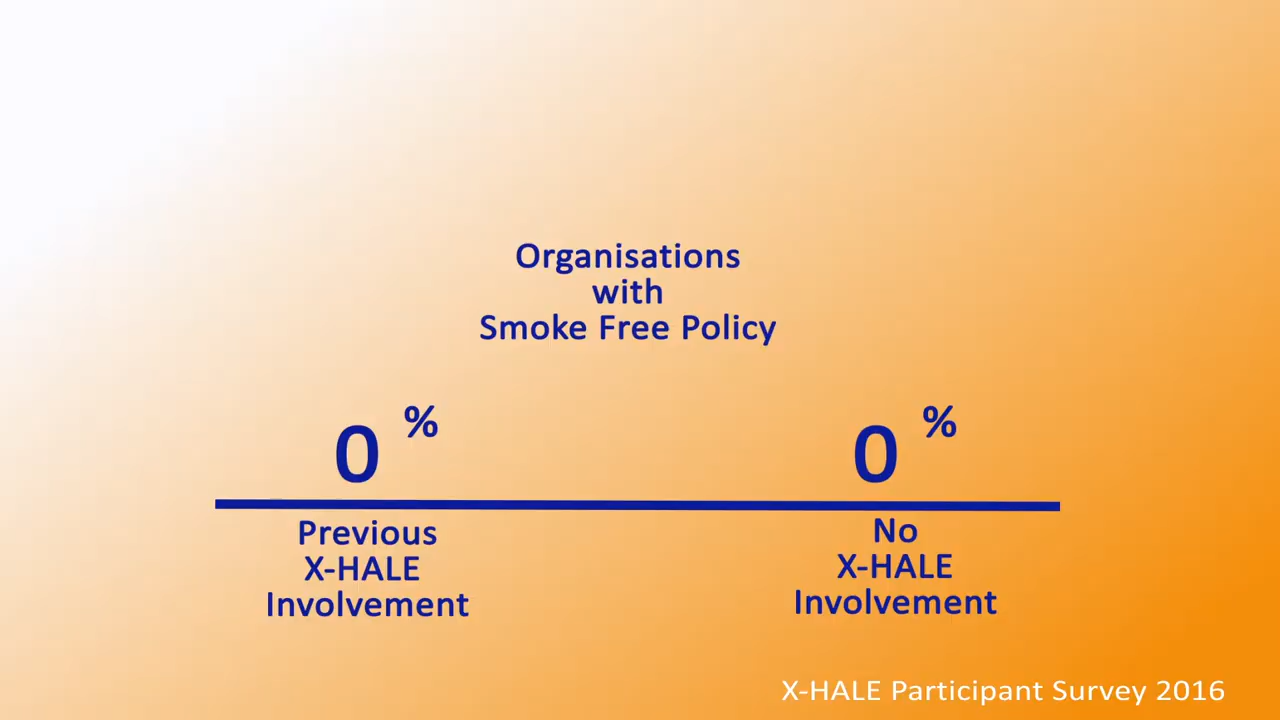 Organisations
with
Smoke Free Policy
0 %
0 %
Previous
X-HALE
Involvement
No
X-HALE
Involvement
X-HALE Participant Survey 2016